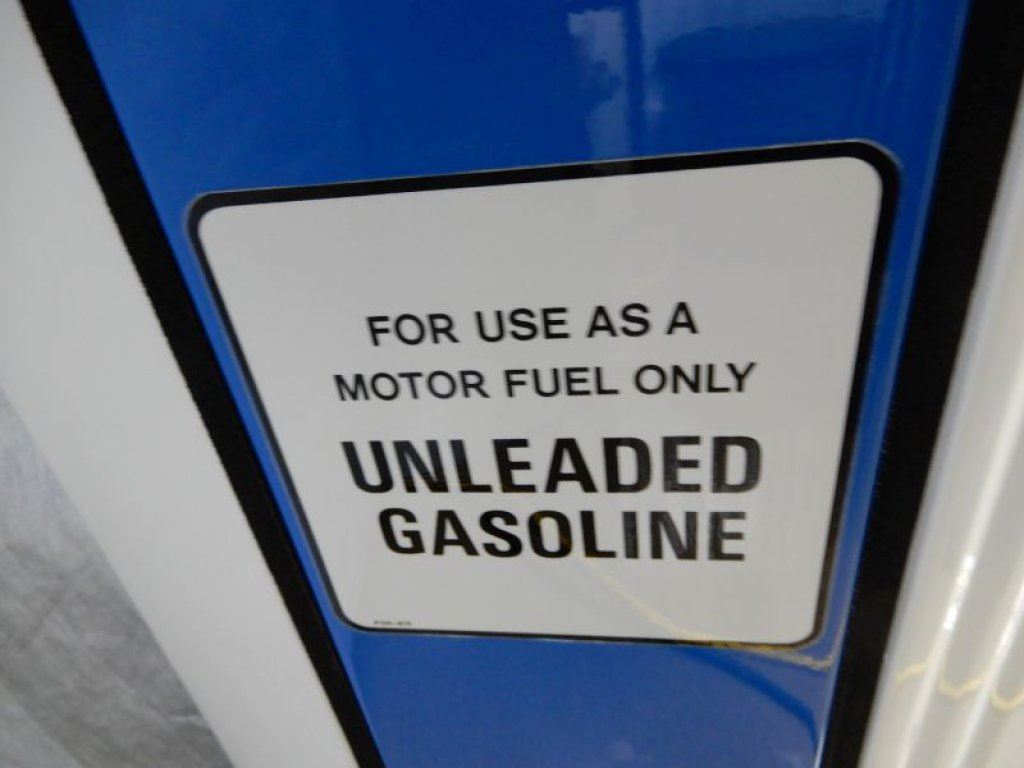 FOR USE AS A
MOTOR FUEL ONLY
UNLEADED
GASOLINE